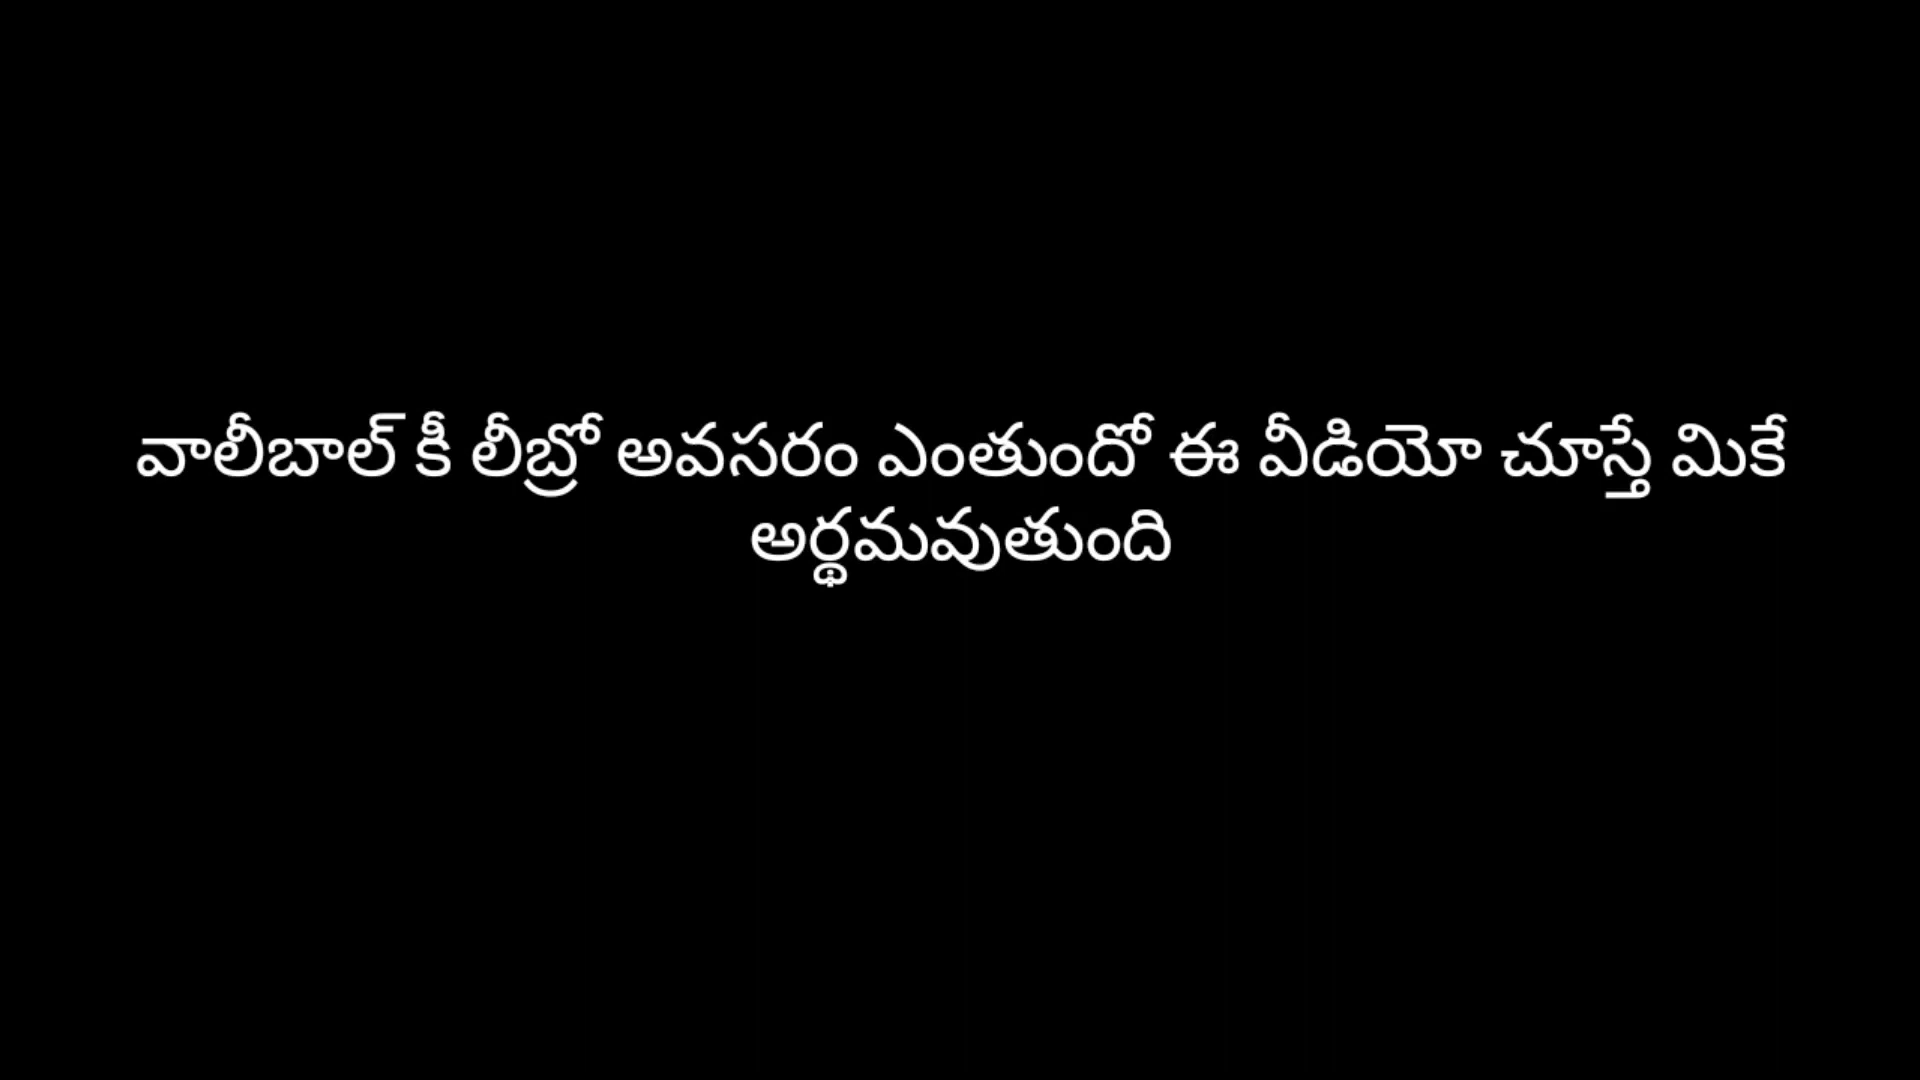 వాలీబాల్ కీ లీబ్రో అవసరం ఎంతుందో ఈ వీడియో చూస్తే మికే
అర్థమవుతుంది